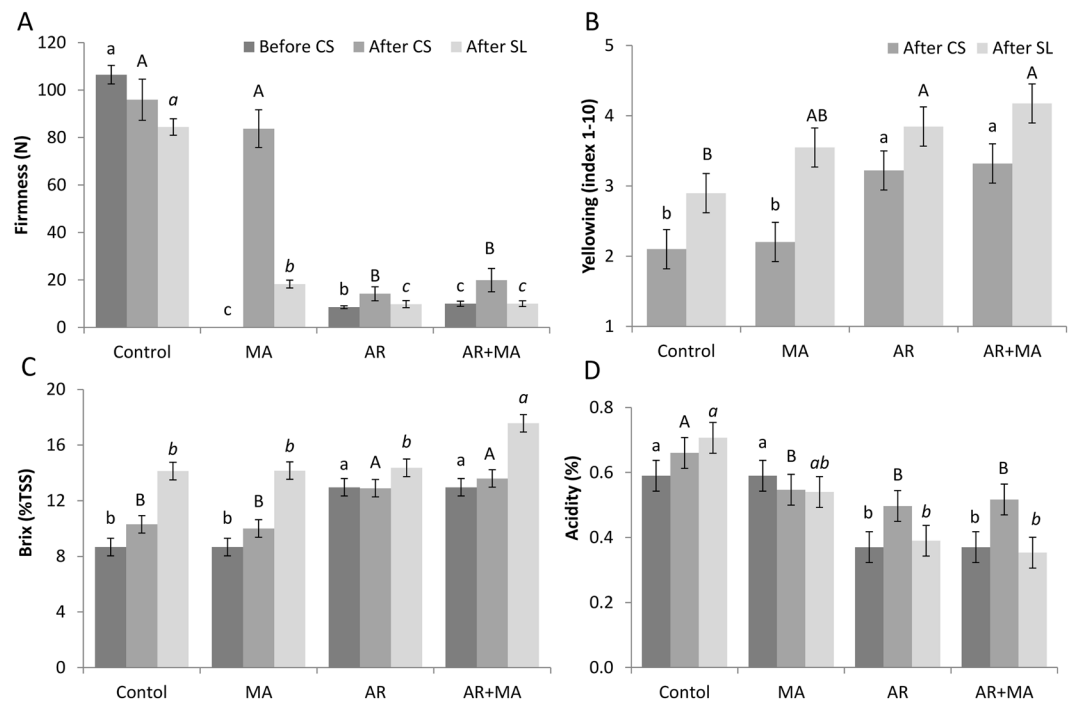 A
Firmness (N)
120
100
80
60
40
20
0
Before CS After CS After SL
a A a
c A b
b B c
c B c
Control MA AR AR+MA
B
Yellowing (index 1-10)
5
4
3
2
1
After CS After SL
b B
b AB
a A
a A
Control MA AR AR+MA
C
Brix (%TSS)
20
16
12
8
4
0
b B b
b B b
a A b
a A a
Contol MA AR AR+MA
D
Acidity (%)
0.8
0.6
0.4
0.2
0.0
a A a
a B ab
b B b
b B b
Contol MA AR AR+MA